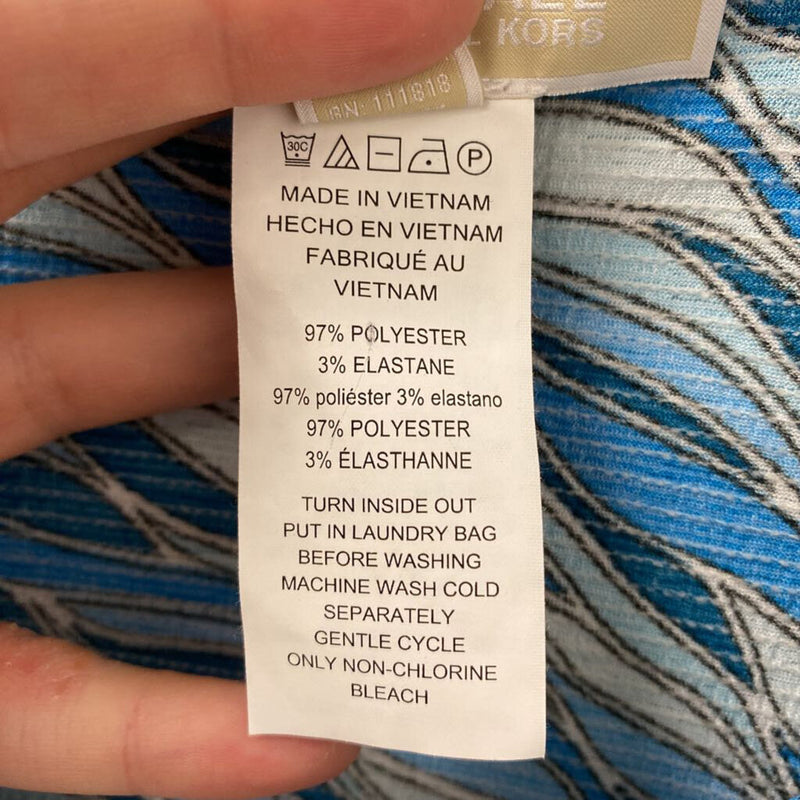 KORS
RN: 111818
30C
P
MADE IN VIETNAM
HECHO EN VIETNAM
FABRIQUÉ AU
VIETNAM
97% POLYESTER
3% ELASTANE
97% poliéster 3% elastano
97% POLYESTER
3% ÉLASTHANNE
TURN INSIDE OUT
PUT IN LAUNDRY BAG
BEFORE WASHING
MACHINE WASH COLD
SEPARATELY
GENTLE CYCLE
ONLY NON-CHLORINE
BLEACH